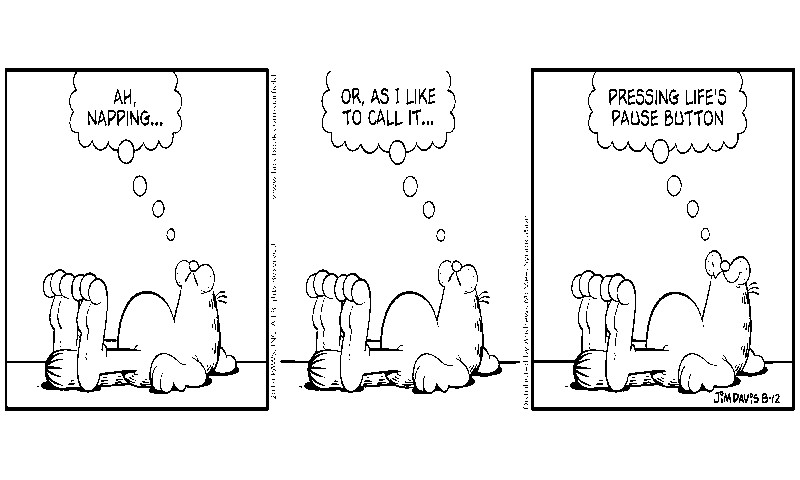 AH,
NAPPING...
OR, AS I LIKE
TO CALL IT...
PRESSING LIFE'S
PAUSE BUTTON
JIM DAVIS 8-12